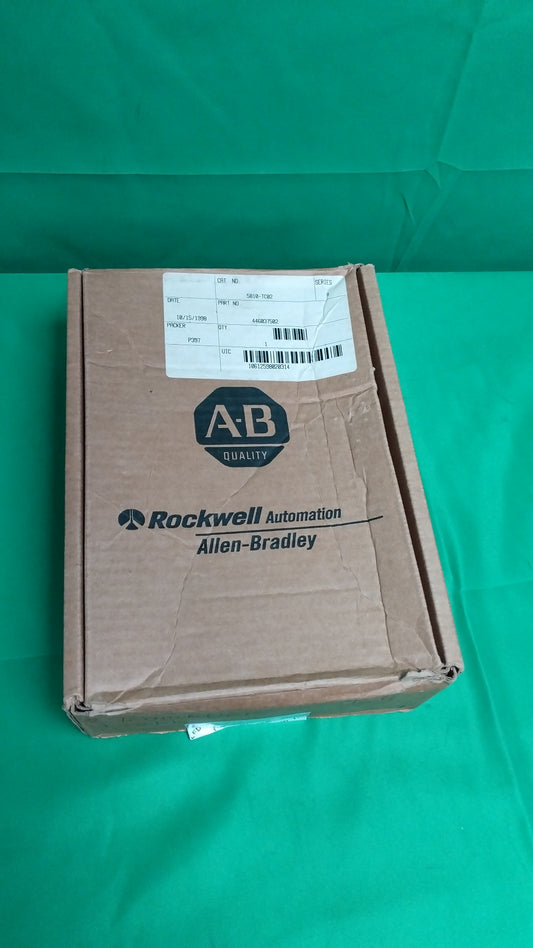 CAT. NO.
SERIES
5810-TC02
DATE
PART NO
10/15/1998
446037502
PACKER
QTY
P397
1
UIC
10612598020314
A-B
QUALITY
Rockwell Automation
Allen-Bradley